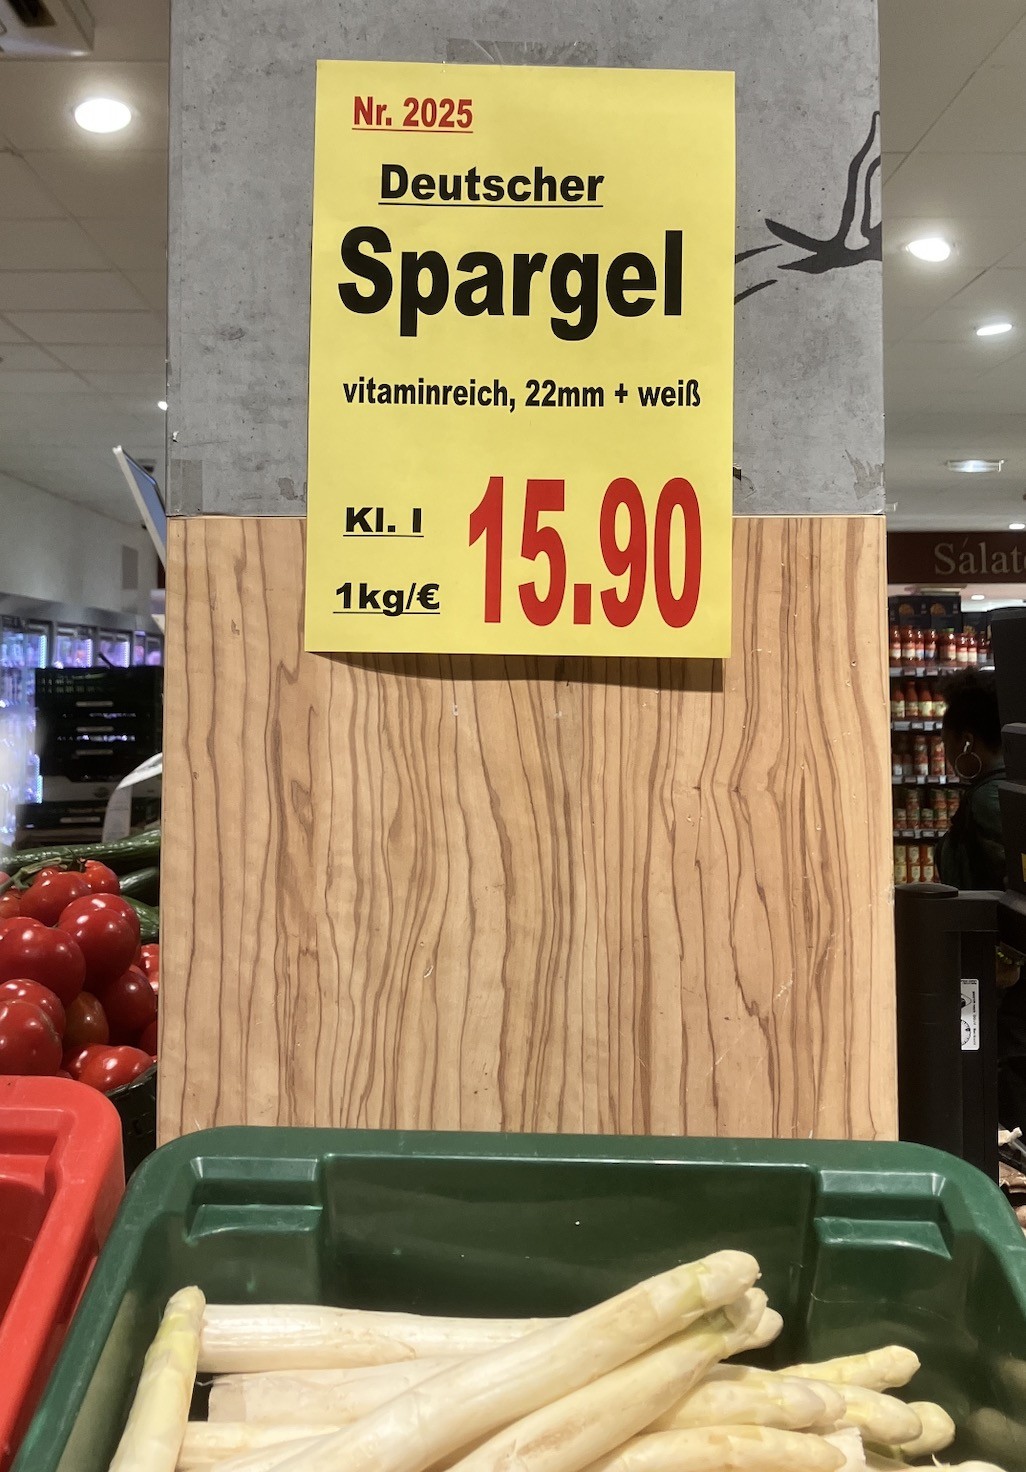 Nr. 2025
Deutscher
Spargel
vitaminreich, 22mm + weiß
Kl. I
15.90
1kg/€